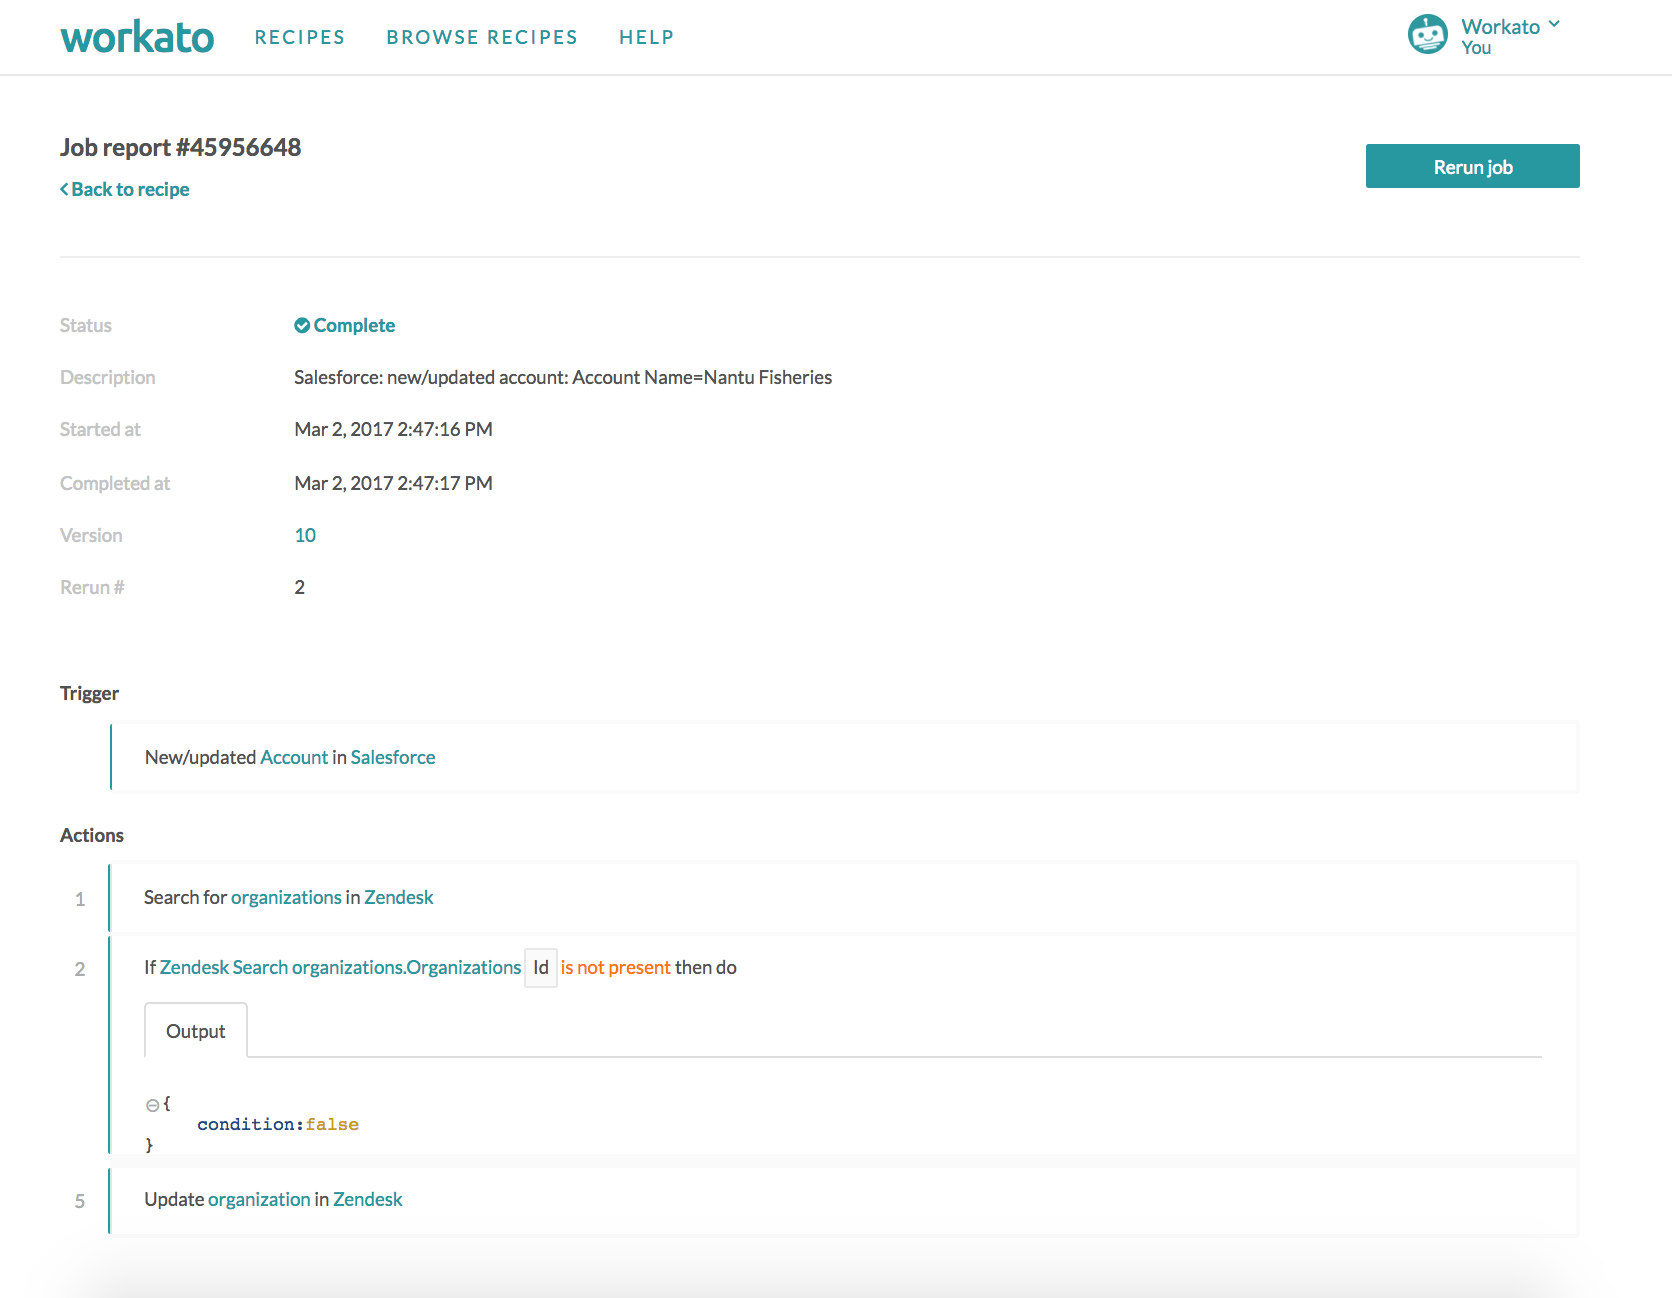 workato RECIPES BROWSE RECIPES HELP Workato
You
Job report #45956648
Rerun job
Back to recipe
Status Complete
Description Salesforce: new/updated account: Account Name=Nantu Fisheries
Started at Mar 2, 2017 2:47:16 PM
Completed at Mar 2, 2017 2:47:17 PM
Version 10
Rerun # 2
Trigger
New/updated Account in Salesforce
Actions
1 Search for organizations in Zendesk
2 If Zendesk Search organizations.Organizations Id is not present then do
Output
{
condition:false
}
5 Update organization in Zendesk